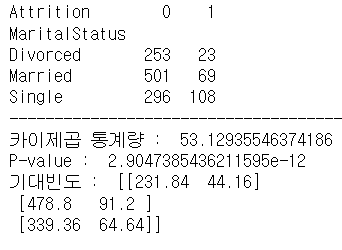 Attrition 0 1
MaritalStatus
Divorced 253 23
Married 501 69
Single 296 108
----------------------------------------
카이제곱 통계량 : 53.12935546374186
P-value : 2.9047385436211595e-12
기대빈도 : [[231.84 44.16]
[478.8 91.2 ]
[339.36 64.64]]